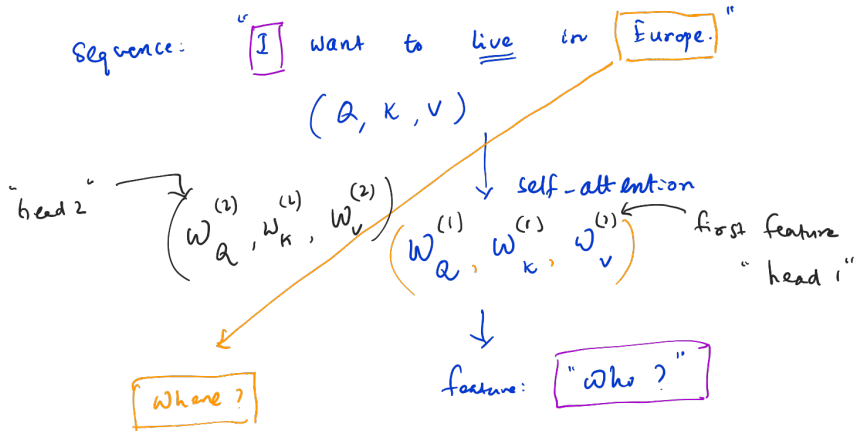 sequence: "I want to live in Europe."
(Q, K, V)
self-attention
"head 2"
(W_Q^(2), W_K^(2), W_V^(2))
(W_Q^(1), W_K^(1), W_V^(1))
first feature
"head 1"
Where?
feature: "Who?"